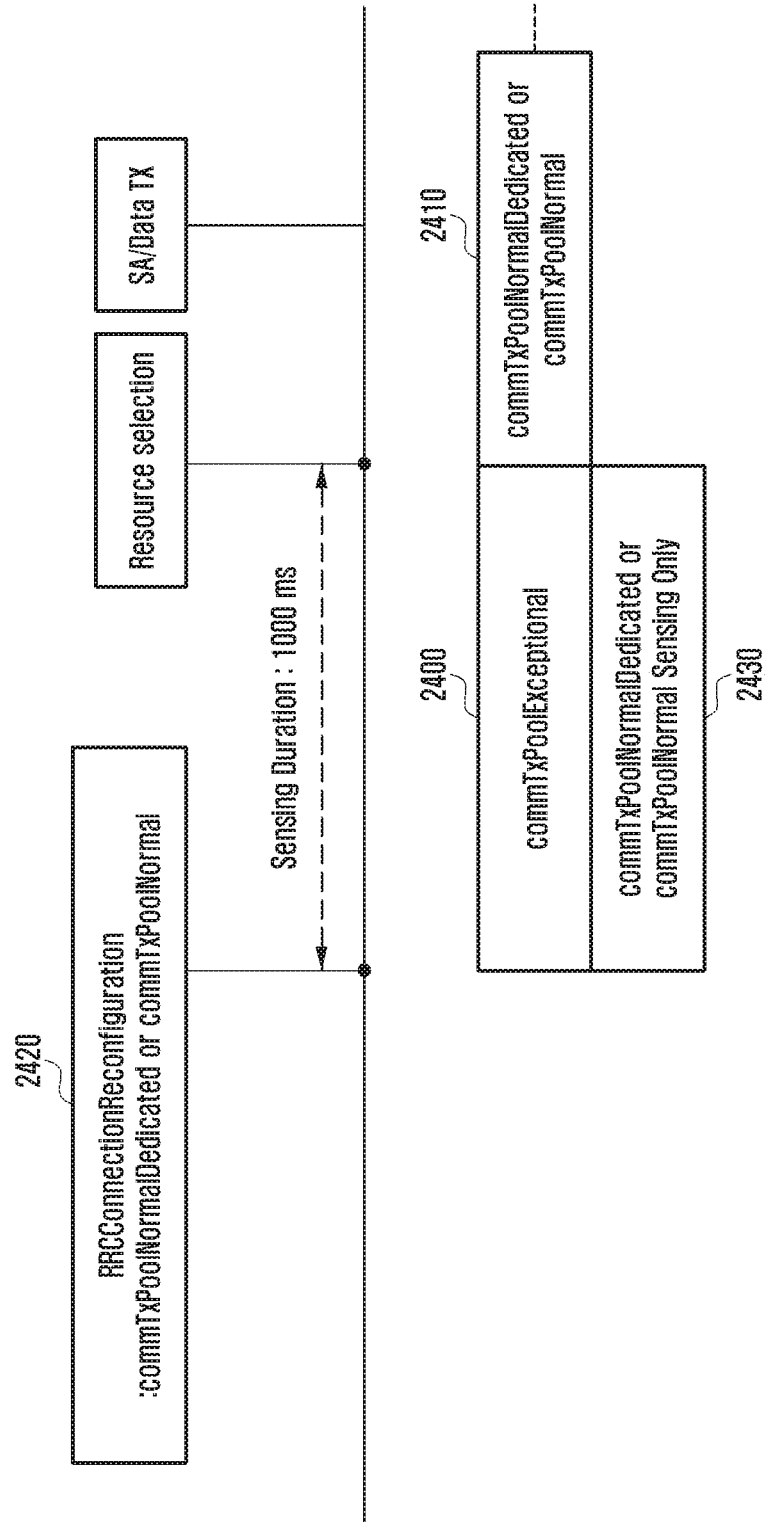 2420
RRCConnectionReconfiguration
:commTxPoolNormalDedicated or commTxPoolNormal
Resource selection
SA/Data TX
Sensing Duration : 1000 ms
2400
commTxPoolExceptional
2410
commTxPoolNormalDedicated or
commTxPoolNormal
commTxPoolNormalDedicated or
commTxPoolNormal Sensing Only
2430